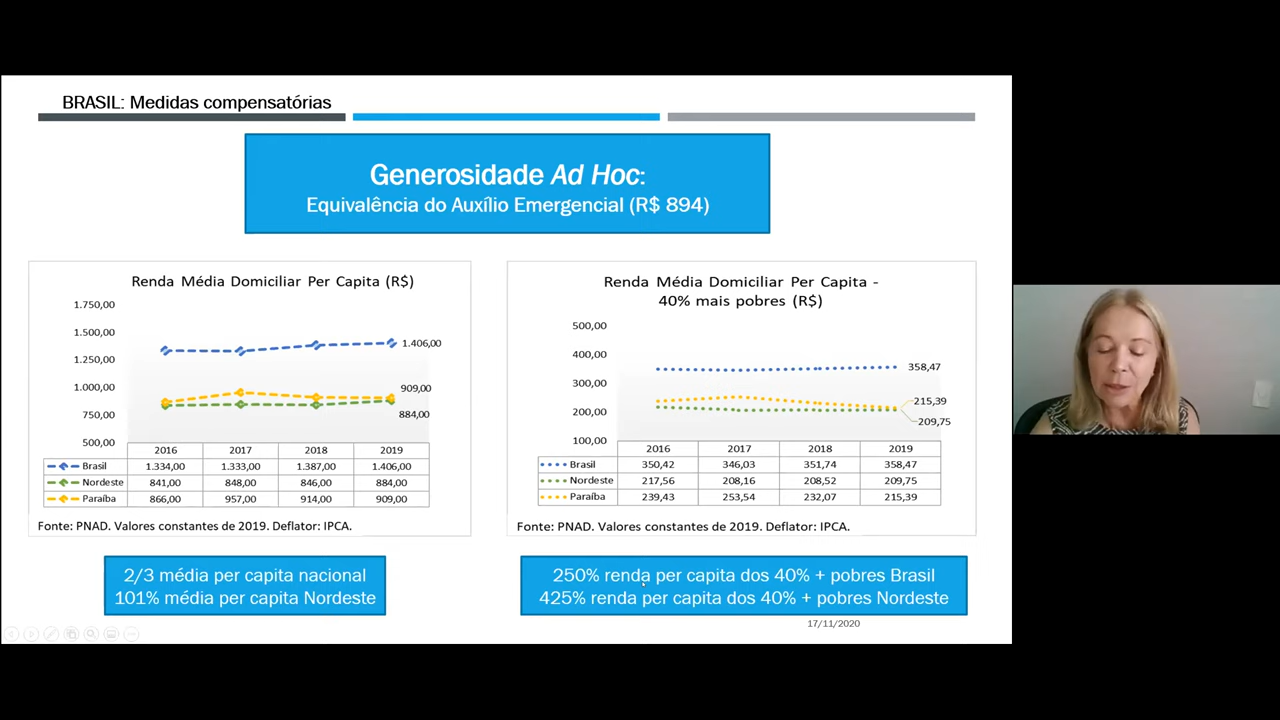 BRASIL: Medidas compensatórias
Generosidade Ad Hoc:
Equivalência do Auxílio Emergencial (R$ 894)
Renda Média Domiciliar Per Capita (R$)
1.750,00
1.500,00
1.250,00
1.000,00
750,00
500,00
1.406,00
909,00
884,00
2016 2017 2018 2019
Brasil 1.334,00 1.333,00 1.387,00 1.406,00
Nordeste 841,00 848,00 846,00 884,00
Paraíba 866,00 957,00 914,00 909,00
Fonte: PNAD. Valores constantes de 2019. Deflator: IPCA.
Renda Média Domiciliar Per Capita -
40% mais pobres (R$)
500,00
400,00
300,00
200,00
100,00
358,47
215,39
209,75
2016 2017 2018 2019
Brasil 350,42 346,03 351,74 358,47
Nordeste 217,56 208,16 208,52 209,75
Paraíba 239,43 253,54 232,07 215,39
Fonte: PNAD. Valores constantes de 2019. Deflator: IPCA.
2/3 média per capita nacional
101% média per capita Nordeste
250% renda per capita dos 40% + pobres Brasil
425% renda per capita dos 40% + pobres Nordeste
17/11/2020